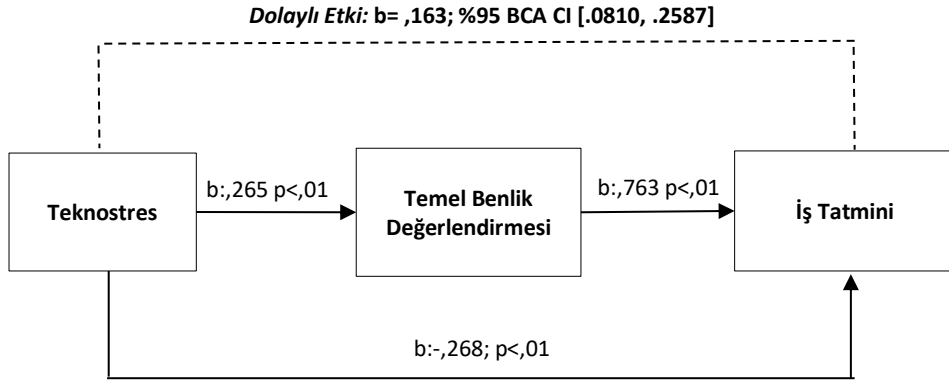 Dolaylı Etki: b= ,163; %95 BCA CI [.0810, .2587]
Teknostres
b:,265 p<,01
Temel Benlik
Değerlendirmesi
b:,763 p<,01
İş Tatmini
b:-,268; p<,01